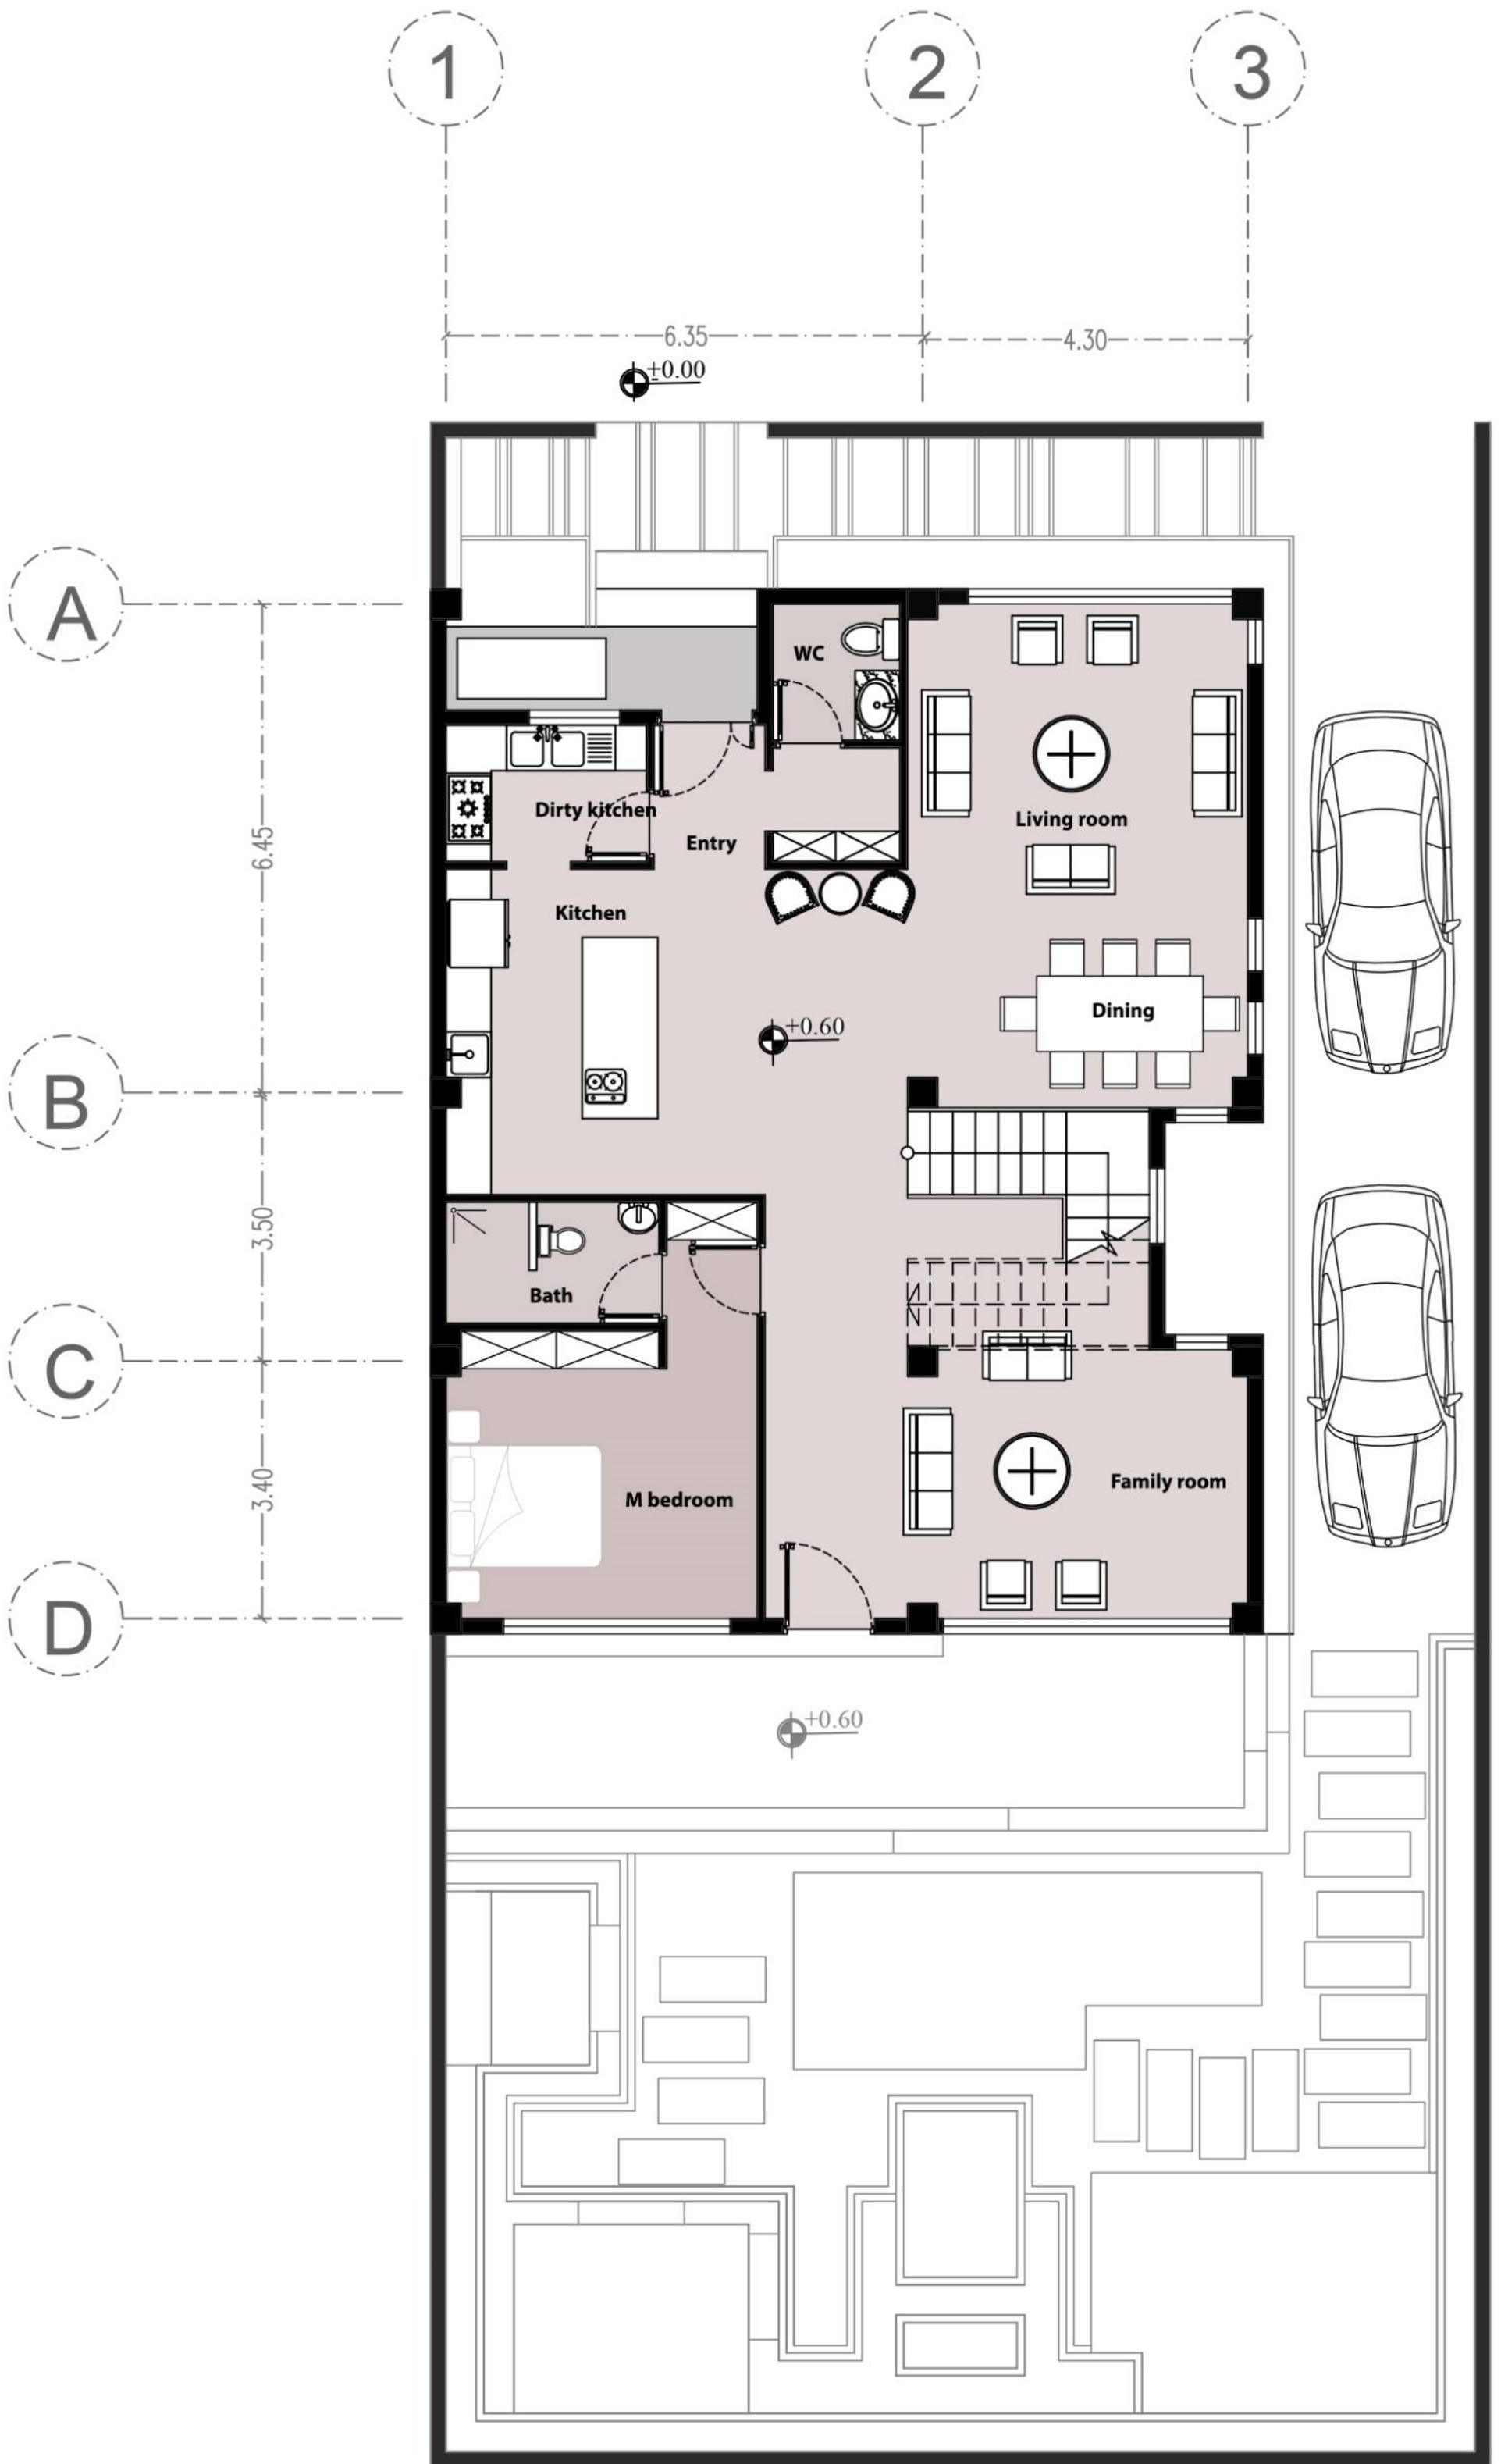 1
2
3
6.35
4.30
±0.00
A
WC
6.45
Dirty kitchen
Living room
Entry
Kitchen
Dining
+0.60
B
3.50
Bath
C
3.40
Family room
M bedroom
D
+0.60